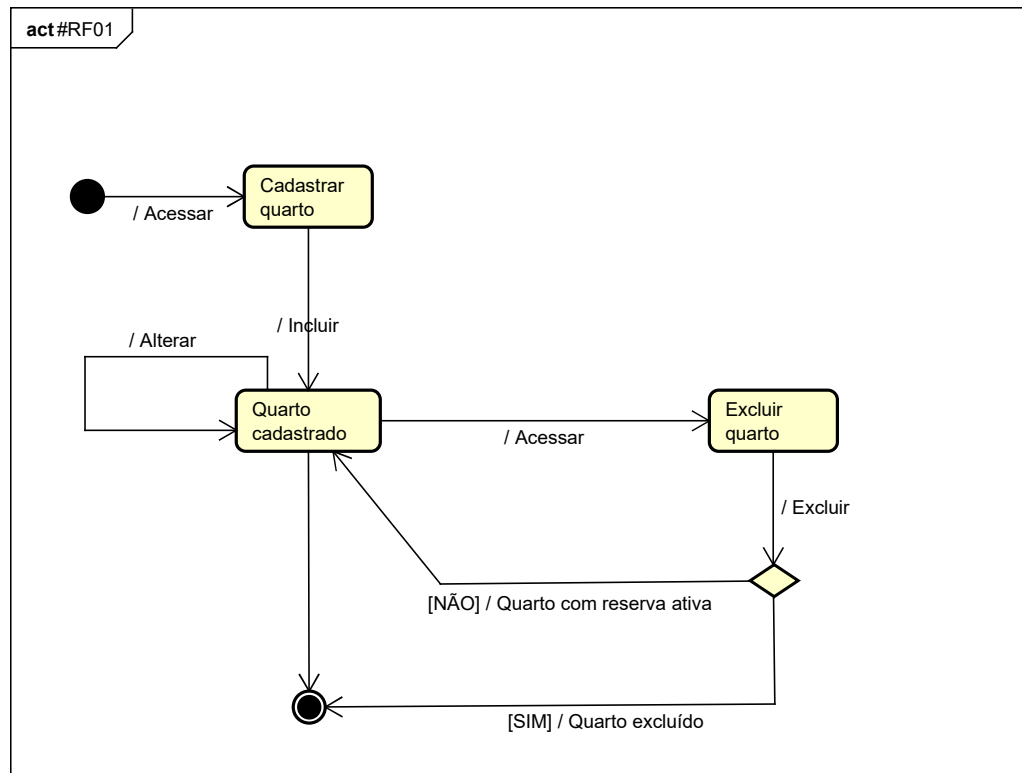 act #RF01
Cadastrar
quarto
/ Acessar
/ Incluir
/ Alterar
Quarto
cadastrado
Excluir
quarto
/ Acessar
/ Excluir
[NÃO] / Quarto com reserva ativa
[SIM] / Quarto excluído